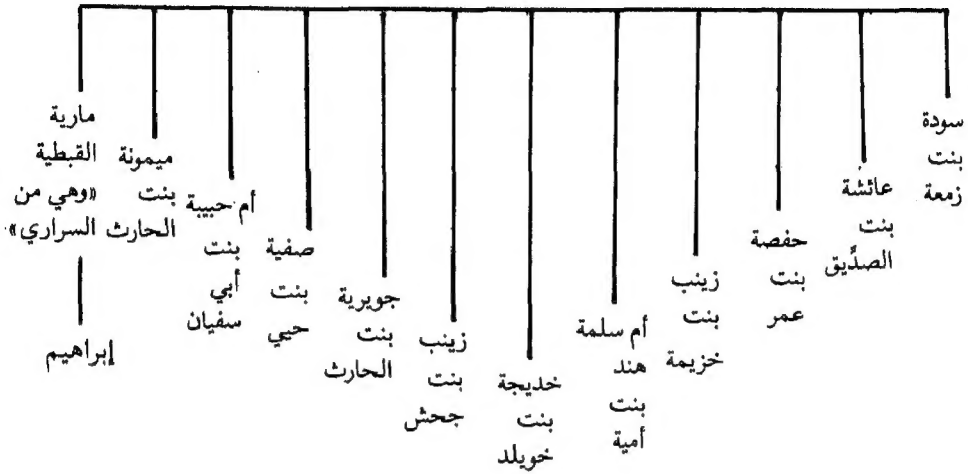 سودة
بنت
زمعة
عائشة
بنت
الصدِّيق
حفصة
بنت
عمر
زينب
بنت
خزيمة
أم سلمة
هند
بنت
أمية
خديجة
بنت
خويلد
زينب
بنت
جحش
جويرية
بنت
الحارث
صفية
بنت
حيي
أم حبيبة
بنت
أبي
سفيان
ميمونة
بنت
الحارث
مارية
القبطية
«وهي من
السراري»
إبراهيم